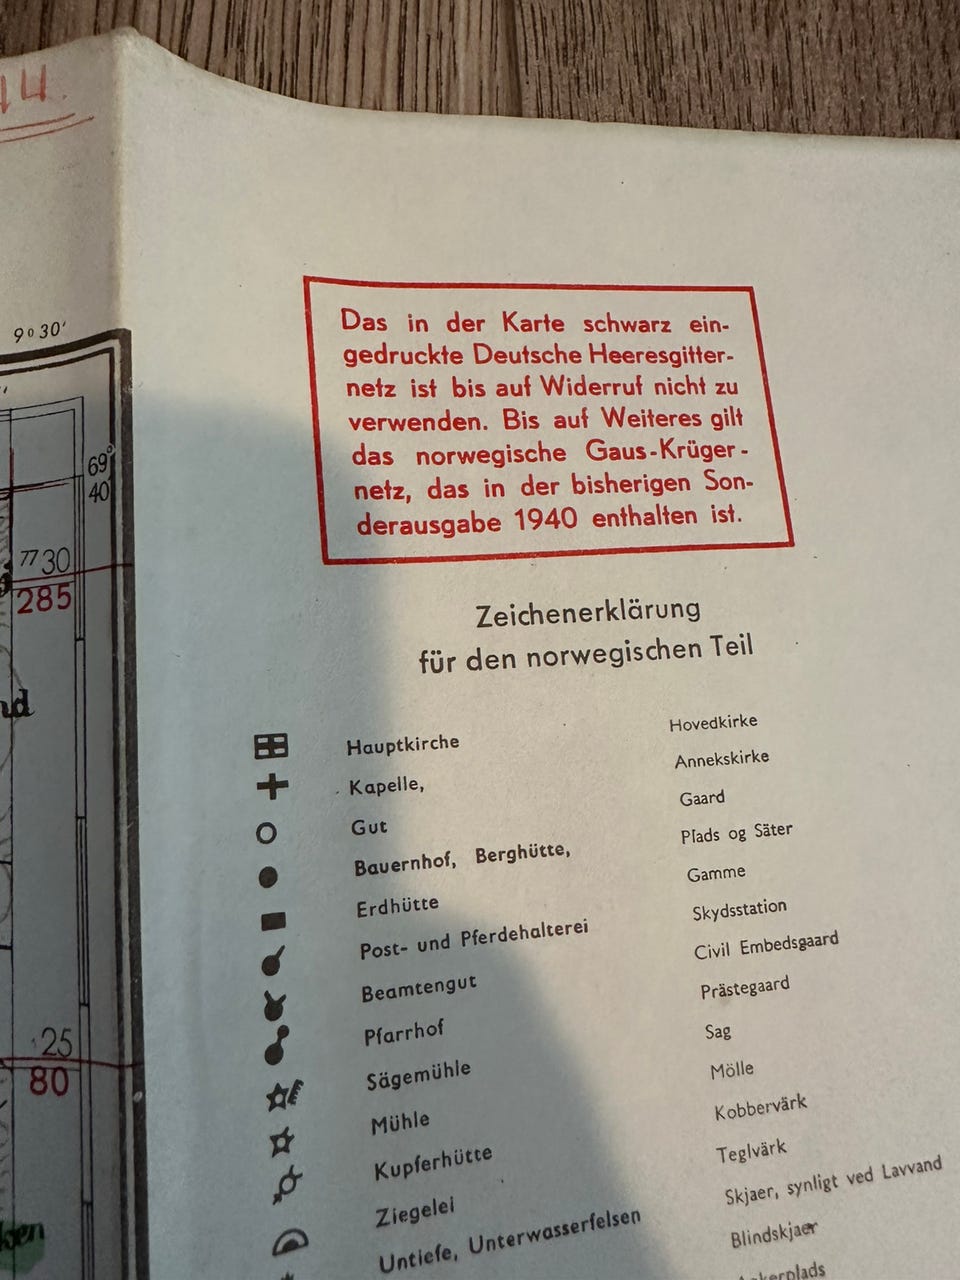 14.
9° 30'
Das in der Karte schwarz ein-
gedruckte Deutsche Heeresgitter-
netz ist bis auf Widerruf nicht zu
verwenden. Bis auf Weiteres gilt
das norwegische Gaus-Krüger-
netz, das in der bisherigen Son-
derausgabe 1940 enthalten ist.
69°
40'
77 30
285
Zeichenerklärung
für den norwegischen Teil
Hauptkirche Hovedkirke
Kapelle, Annekskirke
Gut Gaard
Bauernhof, Berghütte, Plads og Säter
Erdhütte Gamme
Post- und Pferdehalterei Skydsstation
Beamtengut Civil Embedsgaard
Pfarrhof Prästegaard
Sägemühle Sag
Mühle Mölle
Kupferhütte Kobbervärk
Ziegelei Teglvärk
Untiefe, Unterwasserfelsen Skjaer, synligt ved Lavvand
Blindskjaer
25
80